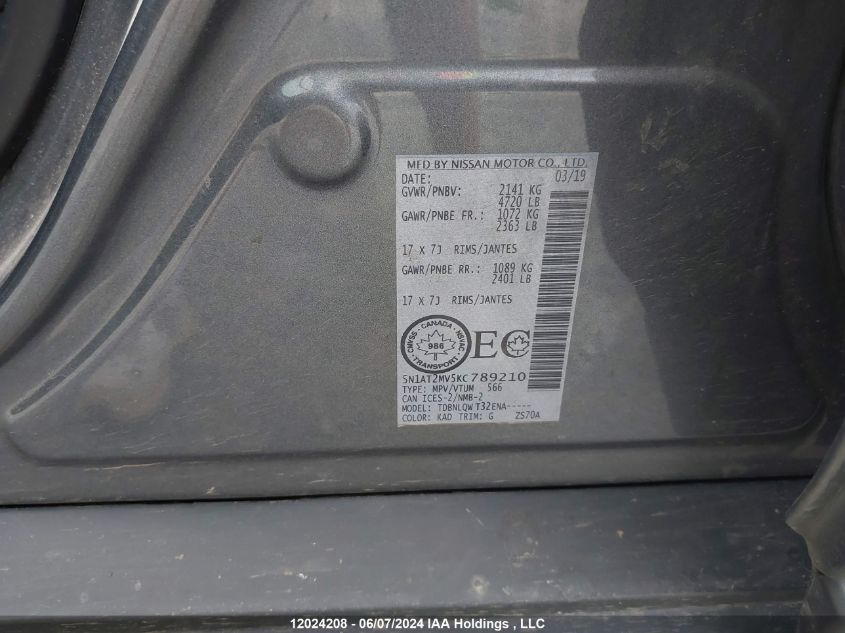 MFD BY NISSAN MOTOR CO., LTD.
DATE: 03/19
GVWR/PNBV: 2141 KG
4720 LB
GAWR/PNBE FR.: 1072 KG
2363 LB
17 X 7J RIMS/JANTES
GAWR/PNBE RR.: 1089 KG
2401 LB
17 X 7J RIMS/JANTES
CANADA
CMVSS NSVAC
986
TRANSPORT
EC
5N1AT2MV5KC789210
TYPE: MPV/VTUM 566
CAN ICES-2/NMB-2
MODEL: TDBNLQW T32ENA-----
COLOR: KAD TRIM: G ZS70A
12024208 - 06/07/2024 IAA Holdings , LLC